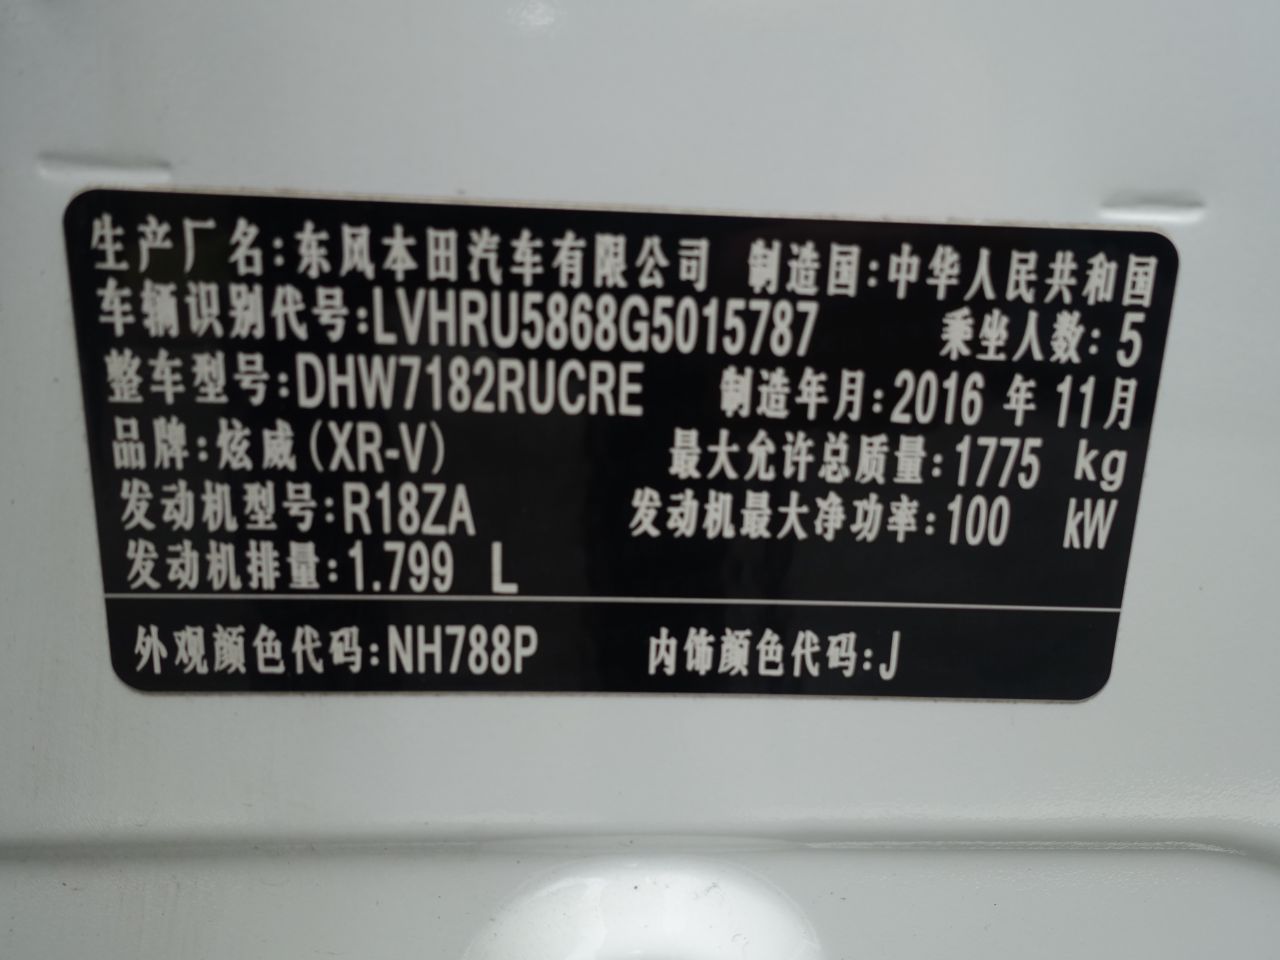 生产厂名:东风本田汽车有限公司 制造国:中华人民共和国
车辆识别代号:LVHRU5868G5015787 乘坐人数:5
整车型号:DHW7182RUCRE 制造年月:2016 年 11月
品牌:炫威(XR-V) 最大允许总质量:1775 kg
发动机型号:R18ZA 发动机最大净功率:100 kW
发动机排量:1.799 L
外观颜色代码:NH788P 内饰颜色代码:J